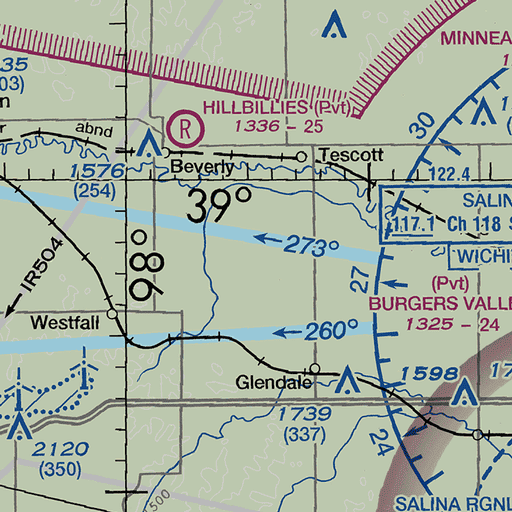 MINNEA
35
03)
n
r
abnd
HILLBILLIES (Pvt)
1336 - 25
R
30
1576
(254)
Beverly
Tescott
122.4
39°
SALIN
117.1 Ch 118 S
WICHI
273°
IR504
98°
27
(Pvt)
BURGERS VALLE
1325 - 24
Westfall
260°
Glendale
1598
17
1739
(337)
24
2120
(350)
500
SALINA RGNL